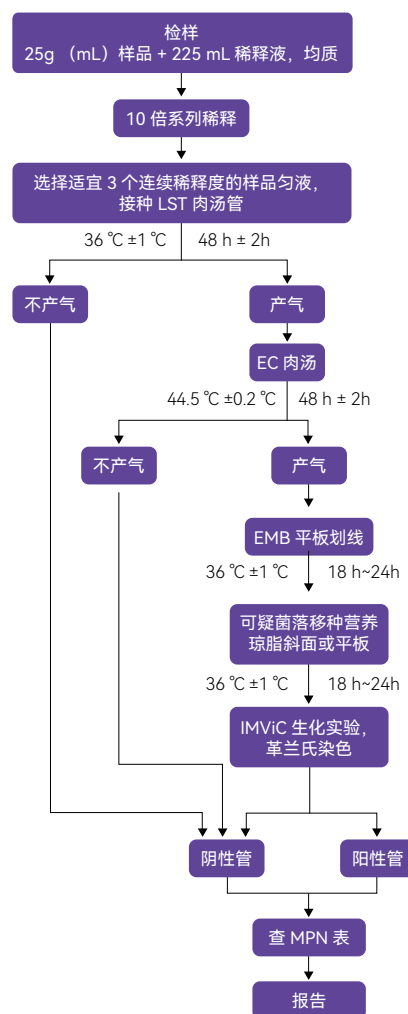 检样
25g （mL）样品 + 225 mL 稀释液，均质
10 倍系列稀释
选择适宜 3 个连续稀释度的样品匀液，
接种 LST 肉汤管
36 ℃ ±1 ℃ 48 h ± 2h
不产气 产气
EC 肉汤
44.5 ℃ ±0.2 ℃ 48 h ± 2h
不产气 产气
EMB 平板划线
36 ℃ ±1 ℃ 18 h~24h
可疑菌落移种营养
琼脂斜面或平板
36 ℃ ±1 ℃ 18 h~24h
IMViC 生化实验，
革兰氏染色
阴性管 阳性管
查 MPN 表
报告